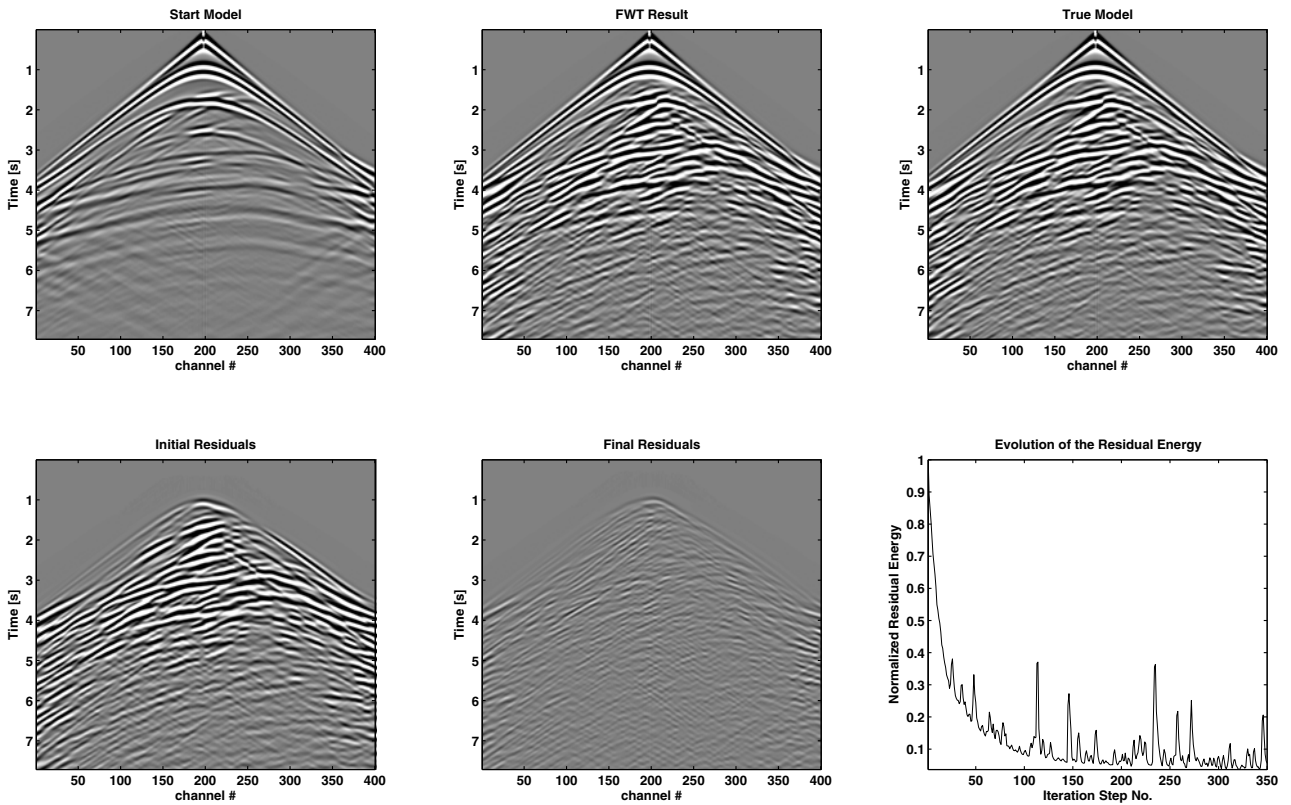 Start Model
FWT Result
True Model
1
2
3
4
5
6
7
Time [s]
50 100 150 200 250 300 350 400
channel #
1
2
3
4
5
6
7
Time [s]
50 100 150 200 250 300 350 400
channel #
1
2
3
4
5
6
7
Time [s]
50 100 150 200 250 300 350 400
channel #
Initial Residuals
Final Residuals
Evolution of the Residual Energy
1
2
3
4
5
6
7
Time [s]
50 100 150 200 250 300 350 400
channel #
1
2
3
4
5
6
7
Time [s]
50 100 150 200 250 300 350 400
channel #
1
0.9
0.8
0.7
0.6
0.5
0.4
0.3
0.2
0.1
Normalized Residual Energy
50 100 150 200 250 300 350
Iteration Step No.